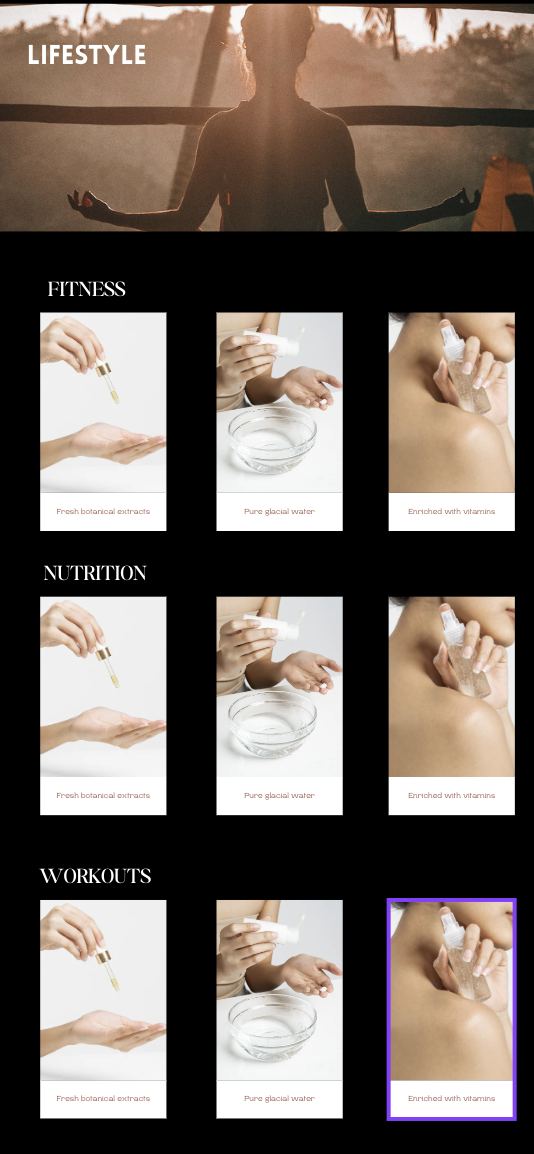 LIFESTYLE
FITNESS
Fresh botanical extracts
Pure glacial water
Enriched with vitamins
NUTRITION
Fresh botanical extracts
Pure glacial water
Enriched with vitamins
WORKOUTS
Fresh botanical extracts
Pure glacial water
Enriched with vitamins